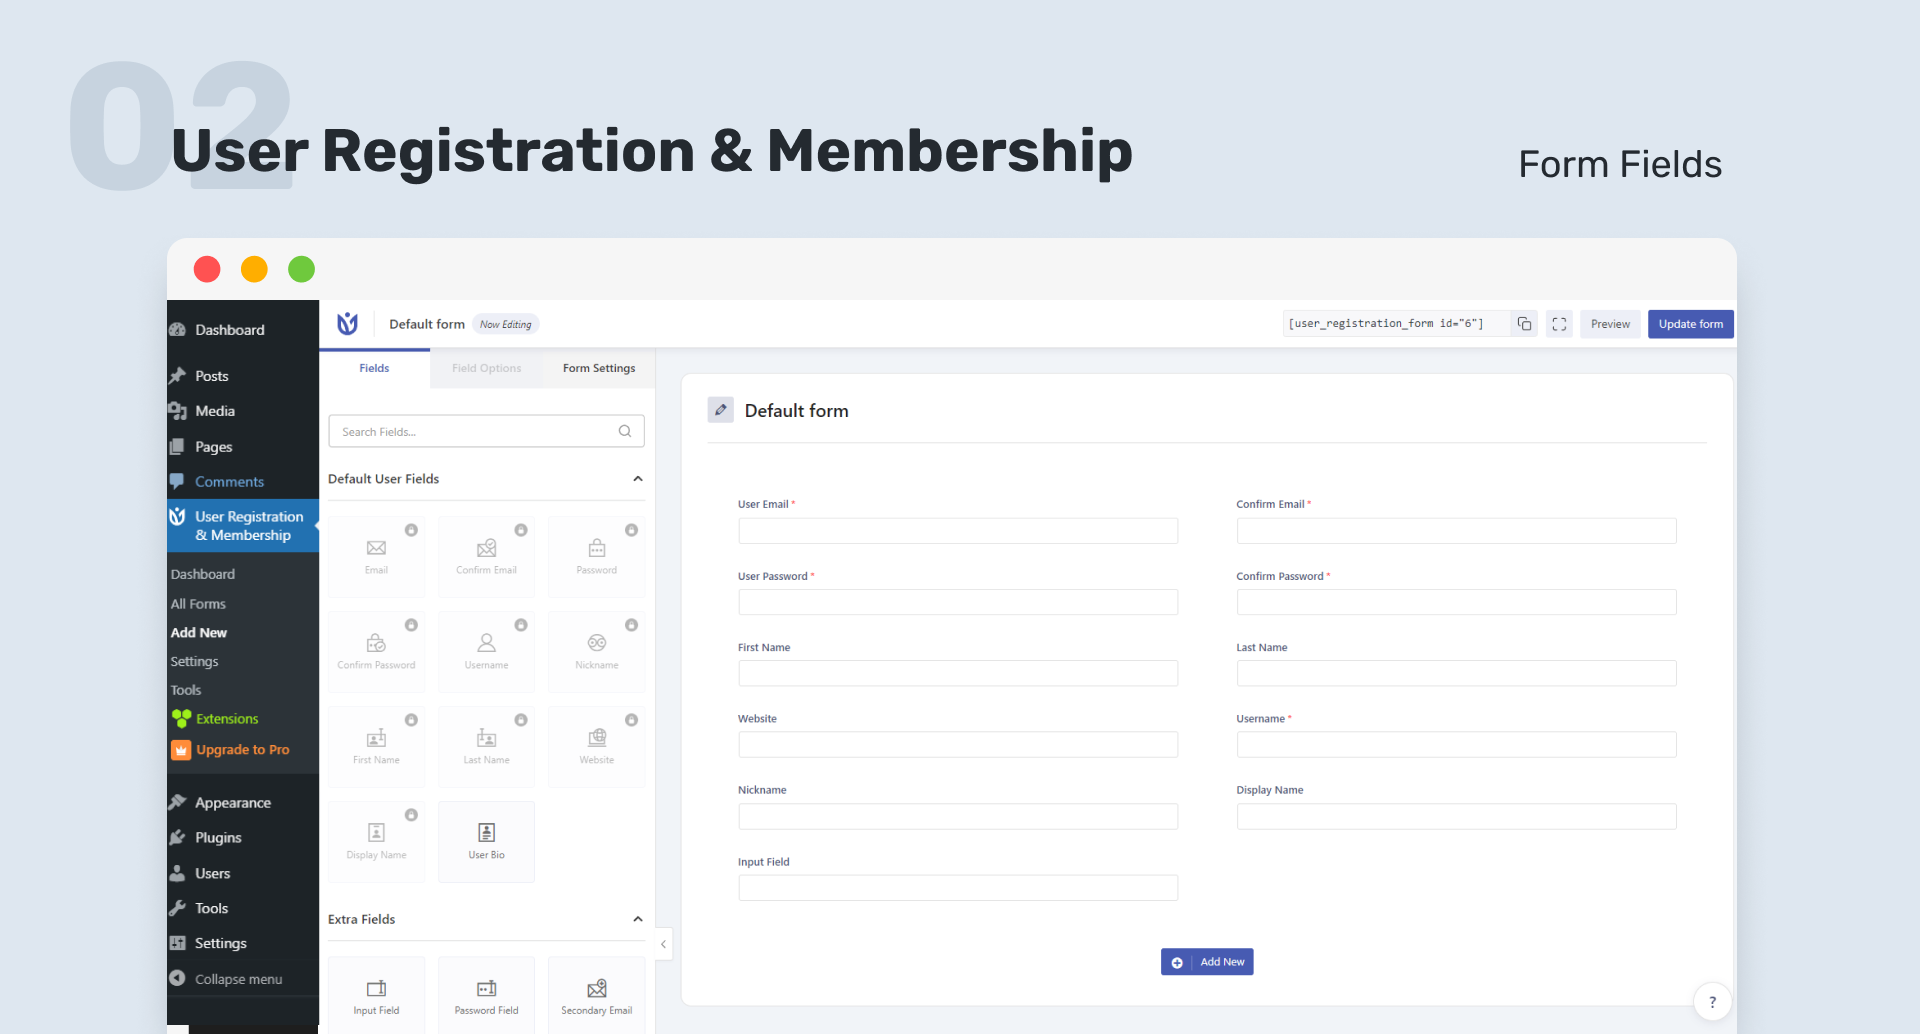 02
User Registration & Membership
Form Fields
Dashboard
Posts
Media
Pages
Comments
User Registration
& Membership
Dashboard
All Forms
Add New
Settings
Tools
Extensions
Upgrade to Pro
Appearance
Plugins
Users
Tools
Settings
Collapse menu
Default form
Now Editing
[user_registration_form id="6"]
Preview
Update form
Fields
Field Options
Form Settings
Search Fields...
Default User Fields
Email
Confirm Email
Password
Confirm Password
Username
Nickname
First Name
Last Name
Website
Display Name
User Bio
Extra Fields
Input Field
Password Field
Secondary Email
Default form
User Email *
Confirm Email *
User Password *
Confirm Password *
First Name
Last Name
Website
Username *
Nickname
Display Name
Input Field
Add New
?